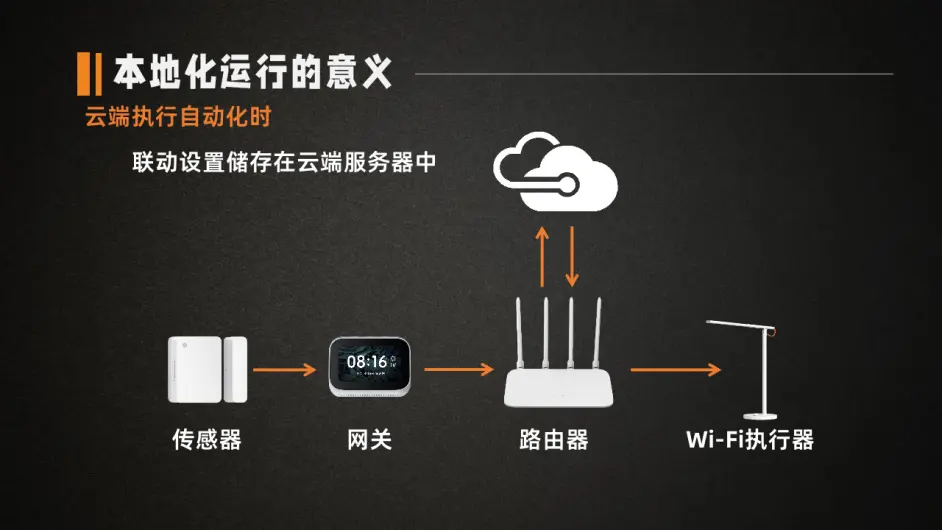 本地化运行的意义
云端执行自动化时
联动设置储存在云端服务器中
08:16
传感器
网关
路由器
Wi-Fi执行器